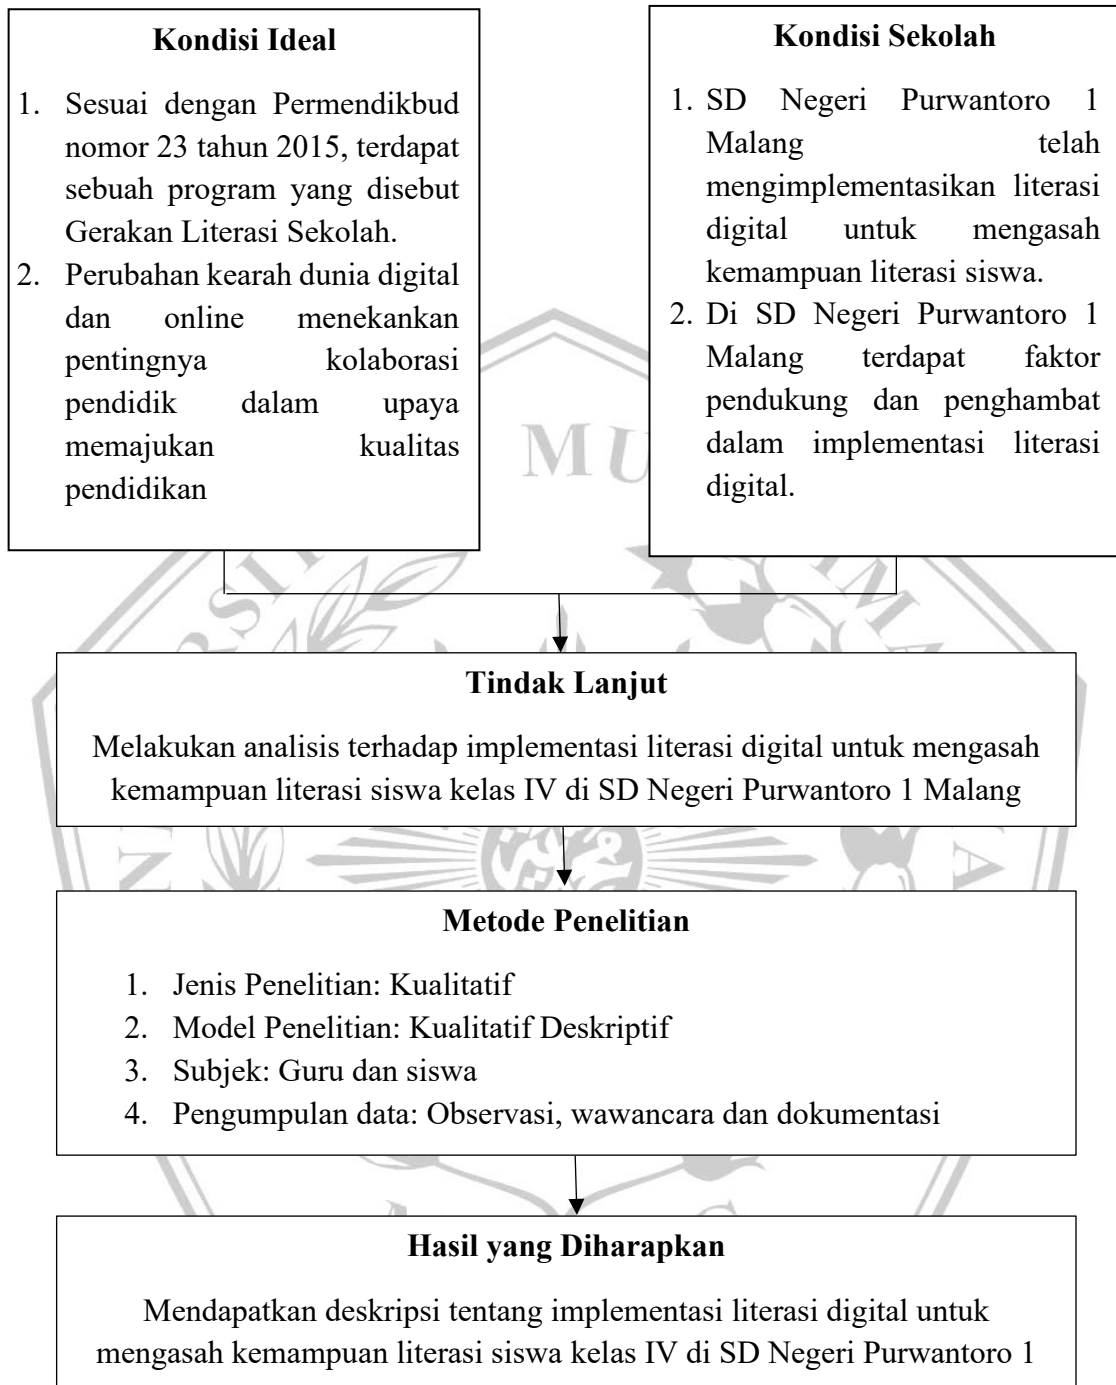 Kondisi Ideal
1. Sesuai dengan Permendikbud
nomor 23 tahun 2015, terdapat
sebuah program yang disebut
Gerakan Literasi Sekolah.
2. Perubahan kearah dunia digital
dan online menekankan
pentingnya kolaborasi
pendidik dalam upaya
memajukan kualitas
pendidikan
Kondisi Sekolah
1. SD Negeri Purwantoro 1
Malang telah
mengimplementasikan literasi
digital untuk mengasah
kemampuan literasi siswa.
2. Di SD Negeri Purwantoro 1
Malang terdapat faktor
pendukung dan penghambat
dalam implementasi literasi
digital.
Tindak Lanjut
Melakukan analisis terhadap implementasi literasi digital untuk mengasah
kemampuan literasi siswa kelas IV di SD Negeri Purwantoro 1 Malang
Metode Penelitian
1. Jenis Penelitian: Kualitatif
2. Model Penelitian: Kualitatif Deskriptif
3. Subjek: Guru dan siswa
4. Pengumpulan data: Observasi, wawancara dan dokumentasi
Hasil yang Diharapkan
Mendapatkan deskripsi tentang implementasi literasi digital untuk
mengasah kemampuan literasi siswa kelas IV di SD Negeri Purwantoro 1